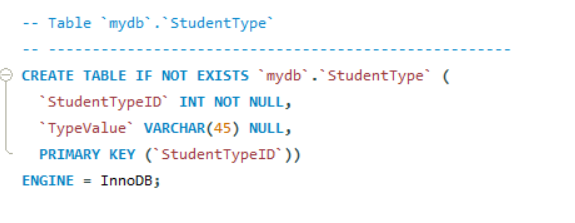 -- Table `mydb`.`StudentType`
-- -----------------------------------------------------
CREATE TABLE IF NOT EXISTS `mydb`.`StudentType` (
  `StudentTypeID` INT NOT NULL,
  `TypeValue` VARCHAR(45) NULL,
  PRIMARY KEY (`StudentTypeID`))
ENGINE = InnoDB;